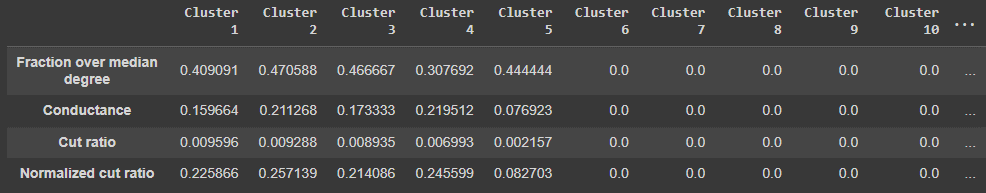 Cluster 1 Cluster 2 Cluster 3 Cluster 4 Cluster 5 Cluster 6 Cluster 7 Cluster 8 Cluster 9 Cluster 10 ...
Fraction over median degree 0.409091 0.470588 0.466667 0.307692 0.444444 0.0 0.0 0.0 0.0 0.0 ...
Conductance 0.159664 0.211268 0.173333 0.219512 0.076923 0.0 0.0 0.0 0.0 0.0 ...
Cut ratio 0.009596 0.009288 0.008935 0.006993 0.002157 0.0 0.0 0.0 0.0 0.0 ...
Normalized cut ratio 0.225866 0.257139 0.214086 0.245599 0.082703 0.0 0.0 0.0 0.0 0.0 ...